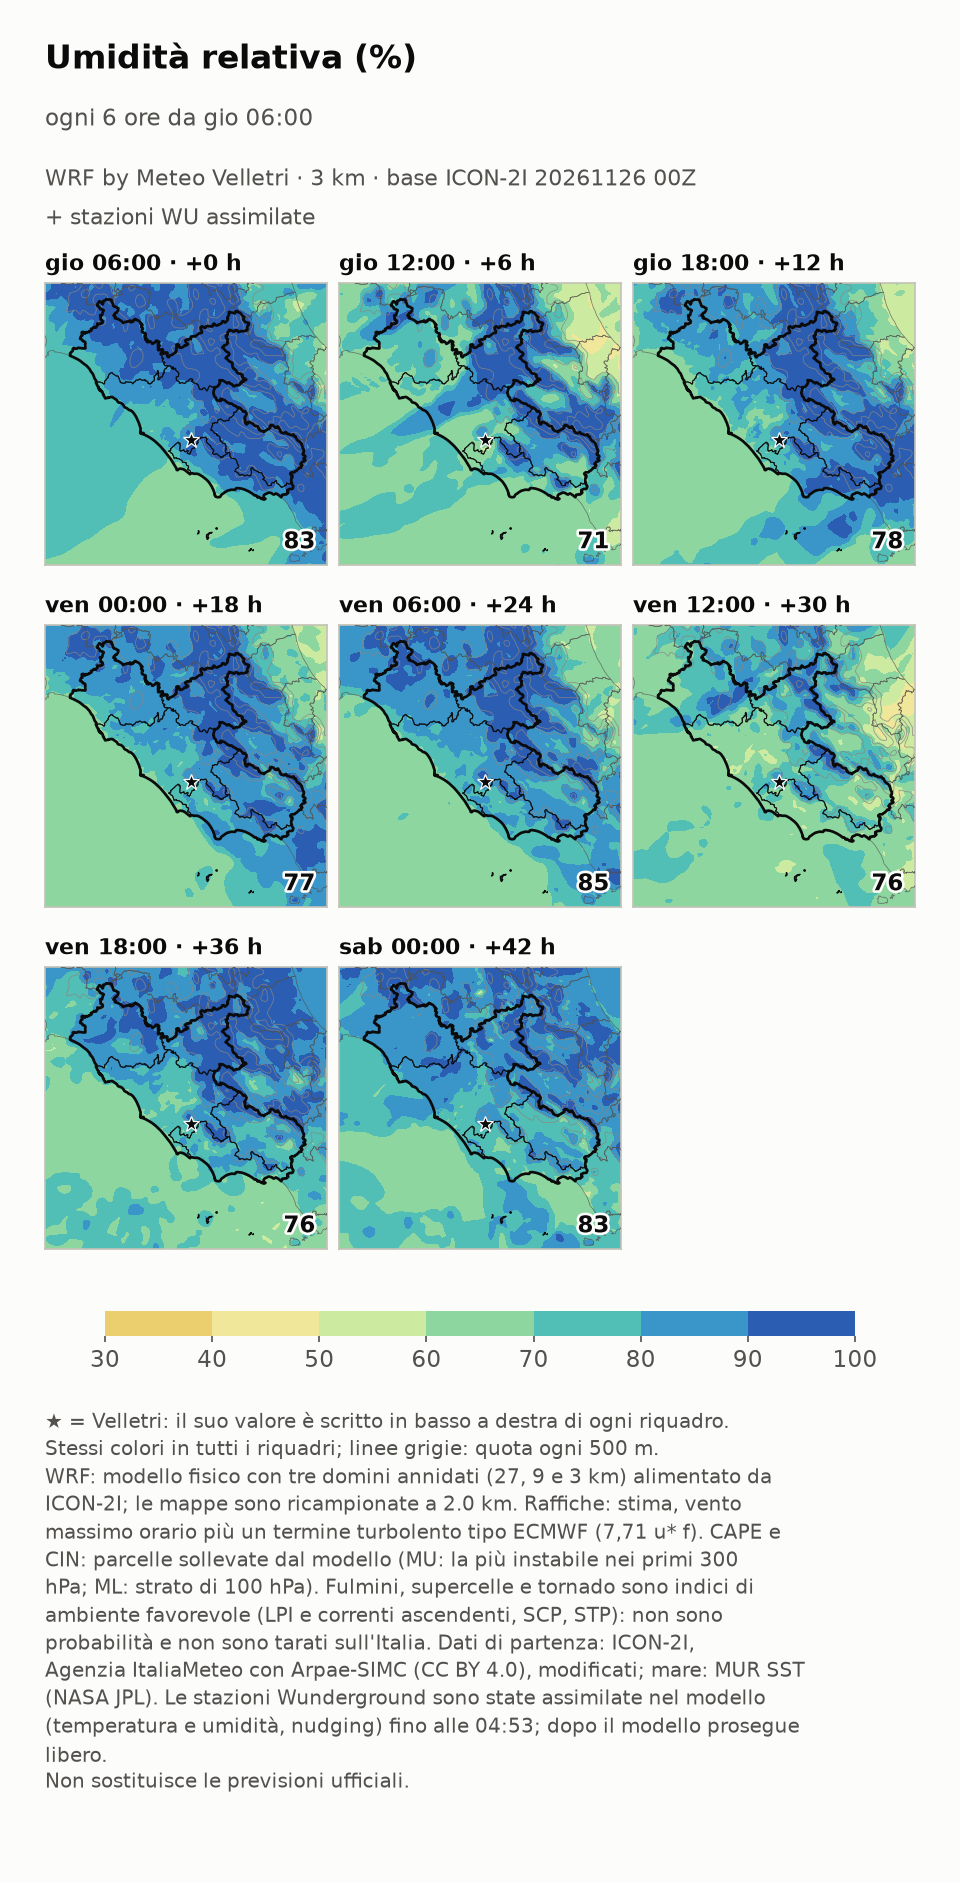 Umidità relativa (%)
ogni 6 ore da gio 06:00
WRF by Meteo Velletri · 3 km · base ICON-2I 20261126 00Z
+ stazioni WU assimilate
gio 06:00 · +0 h
gio 12:00 · +6 h
gio 18:00 · +12 h
83
71
78
ven 00:00 · +18 h
ven 06:00 · +24 h
ven 12:00 · +30 h
77
85
76
ven 18:00 · +36 h
sab 00:00 · +42 h
76
83
30 40 50 60 70 80 90 100
★ = Velletri: il suo valore è scritto in basso a destra di ogni riquadro.
Stessi colori in tutti i riquadri; linee grigie: quota ogni 500 m.
WRF: modello fisico con tre domini annidati (27, 9 e 3 km) alimentato da
ICON-2I; le mappe sono ricampionate a 2.0 km. Raffiche: stima, vento
massimo orario più un termine turbolento tipo ECMWF (7,71 u* f). CAPE e
CIN: parcelle sollevate dal modello (MU: la più instabile nei primi 300
hPa; ML: strato di 100 hPa). Fulmini, supercelle e tornado sono indici di
ambiente favorevole (LPI e correnti ascendenti, SCP, STP): non sono
probabilità e non sono tarati sull'Italia. Dati di partenza: ICON-2I,
Agenzia ItaliaMeteo con Arpae-SIMC (CC BY 4.0), modificati; mare: MUR SST
(NASA JPL). Le stazioni Wunderground sono state assimilate nel modello
(temperatura e umidità, nudging) fino alle 04:53; dopo il modello prosegue
libero.
Non sostituisce le previsioni ufficiali.